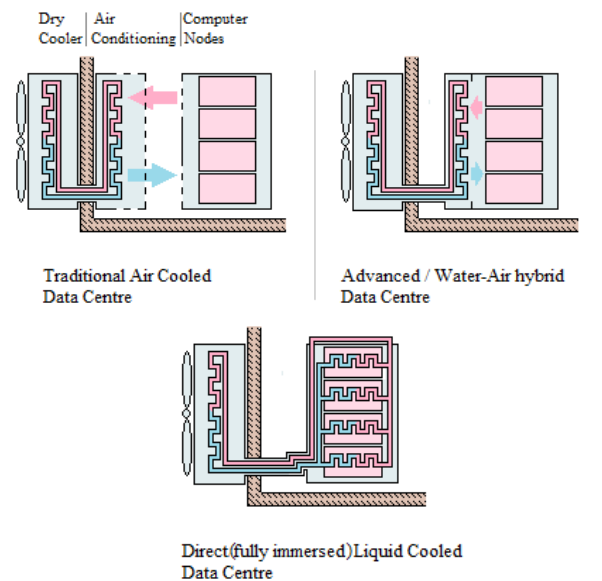 Dry Air Computer
Cooler Conditioning Nodes
Traditional Air Cooled
Data Centre
Advanced / Water-Air hybrid
Data Centre
Direct(fully immersed)Liquid Cooled
Data Centre